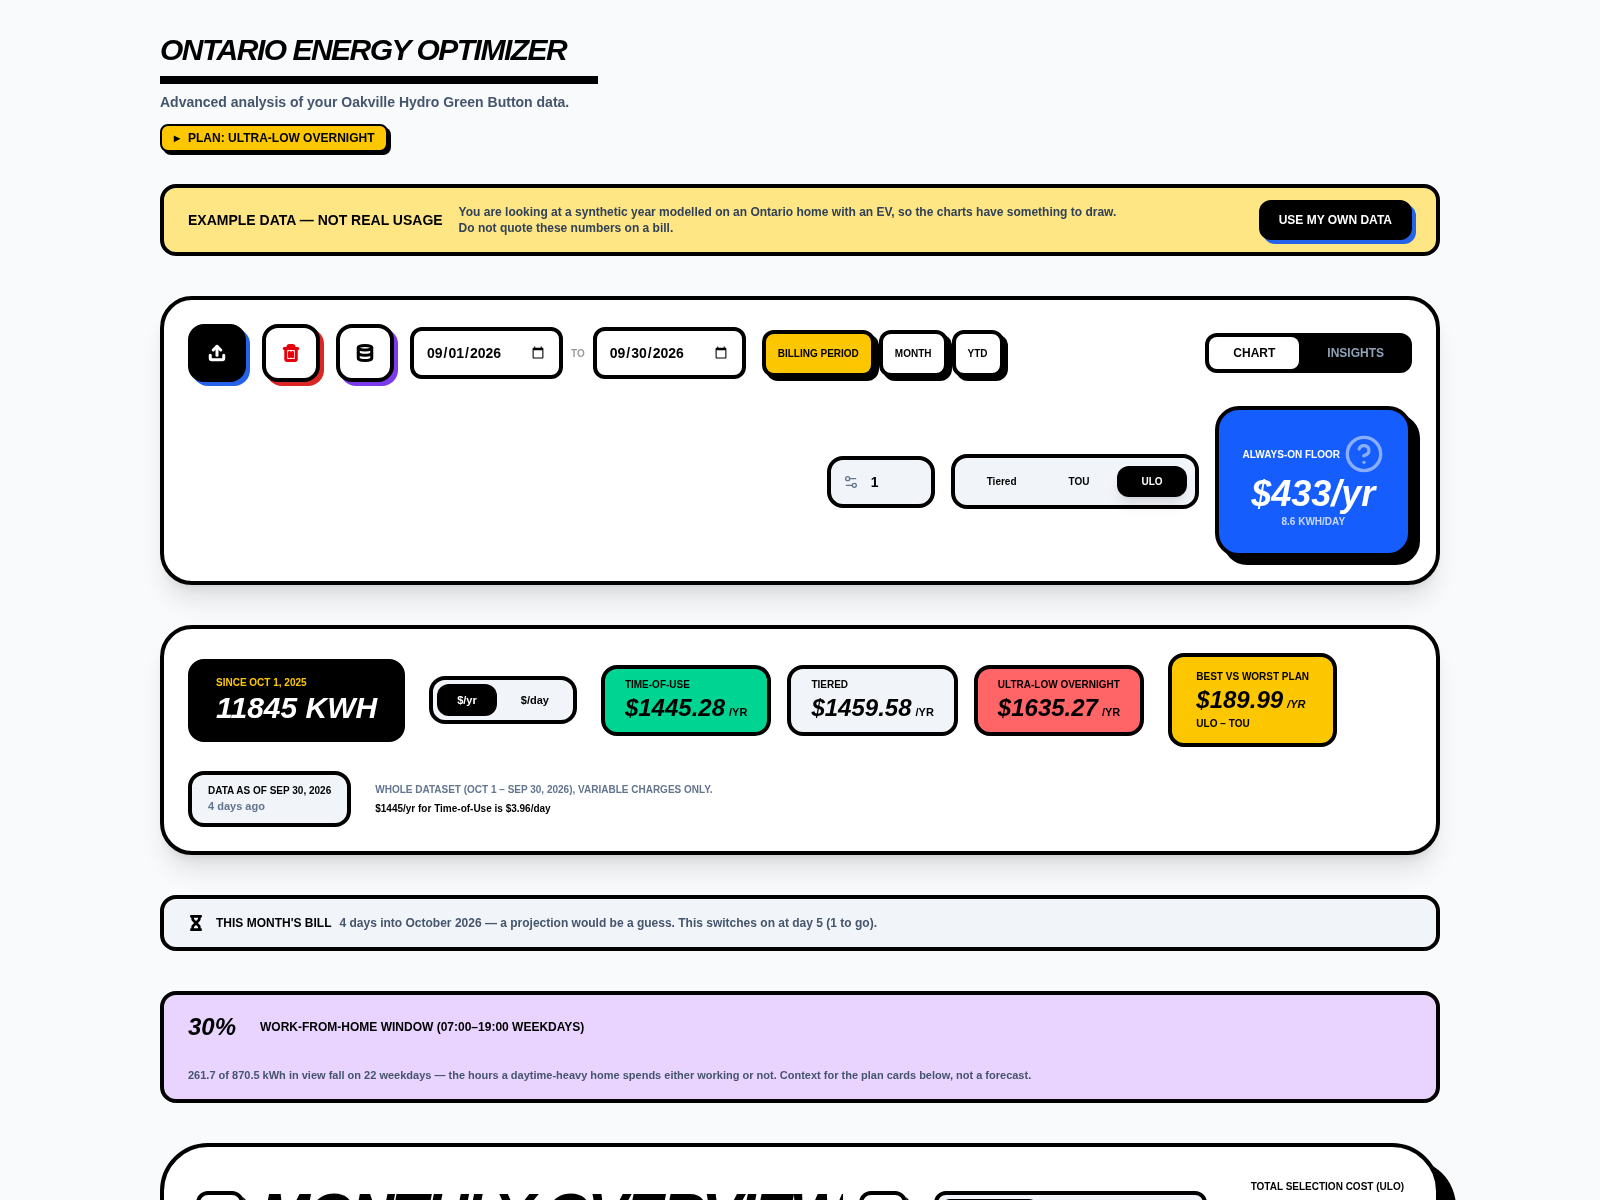 ONTARIO ENERGY OPTIMIZER
Advanced analysis of your Oakville Hydro Green Button data.
▸ PLAN: ULTRA-LOW OVERNIGHT
EXAMPLE DATA — NOT REAL USAGE
You are looking at a synthetic year modelled on an Ontario home with an EV, so the charts have something to draw.
Do not quote these numbers on a bill.
USE MY OWN DATA
09/01/2026 TO 09/30/2026
BILLING PERIOD MONTH YTD
CHART INSIGHTS
1
Tiered TOU ULO
ALWAYS-ON FLOOR
$433/yr
8.6 KWH/DAY
SINCE OCT 1, 2025
11845 KWH
$/yr $/day
TIME-OF-USE
$1445.28 /YR
TIERED
$1459.58 /YR
ULTRA-LOW OVERNIGHT
$1635.27 /YR
BEST VS WORST PLAN
$189.99 /YR
ULO – TOU
DATA AS OF SEP 30, 2026
4 days ago
WHOLE DATASET (OCT 1 – SEP 30, 2026), VARIABLE CHARGES ONLY.
$1445/yr for Time-of-Use is $3.96/day
THIS MONTH'S BILL 4 days into October 2026 — a projection would be a guess. This switches on at day 5 (1 to go).
30% WORK-FROM-HOME WINDOW (07:00–19:00 WEEKDAYS)
261.7 of 870.5 kWh in view fall on 22 weekdays — the hours a daytime-heavy home spends either working or not. Context for the plan cards below, not a forecast.
MONTHLY OVERVIEW
TOTAL SELECTION COST (ULO)